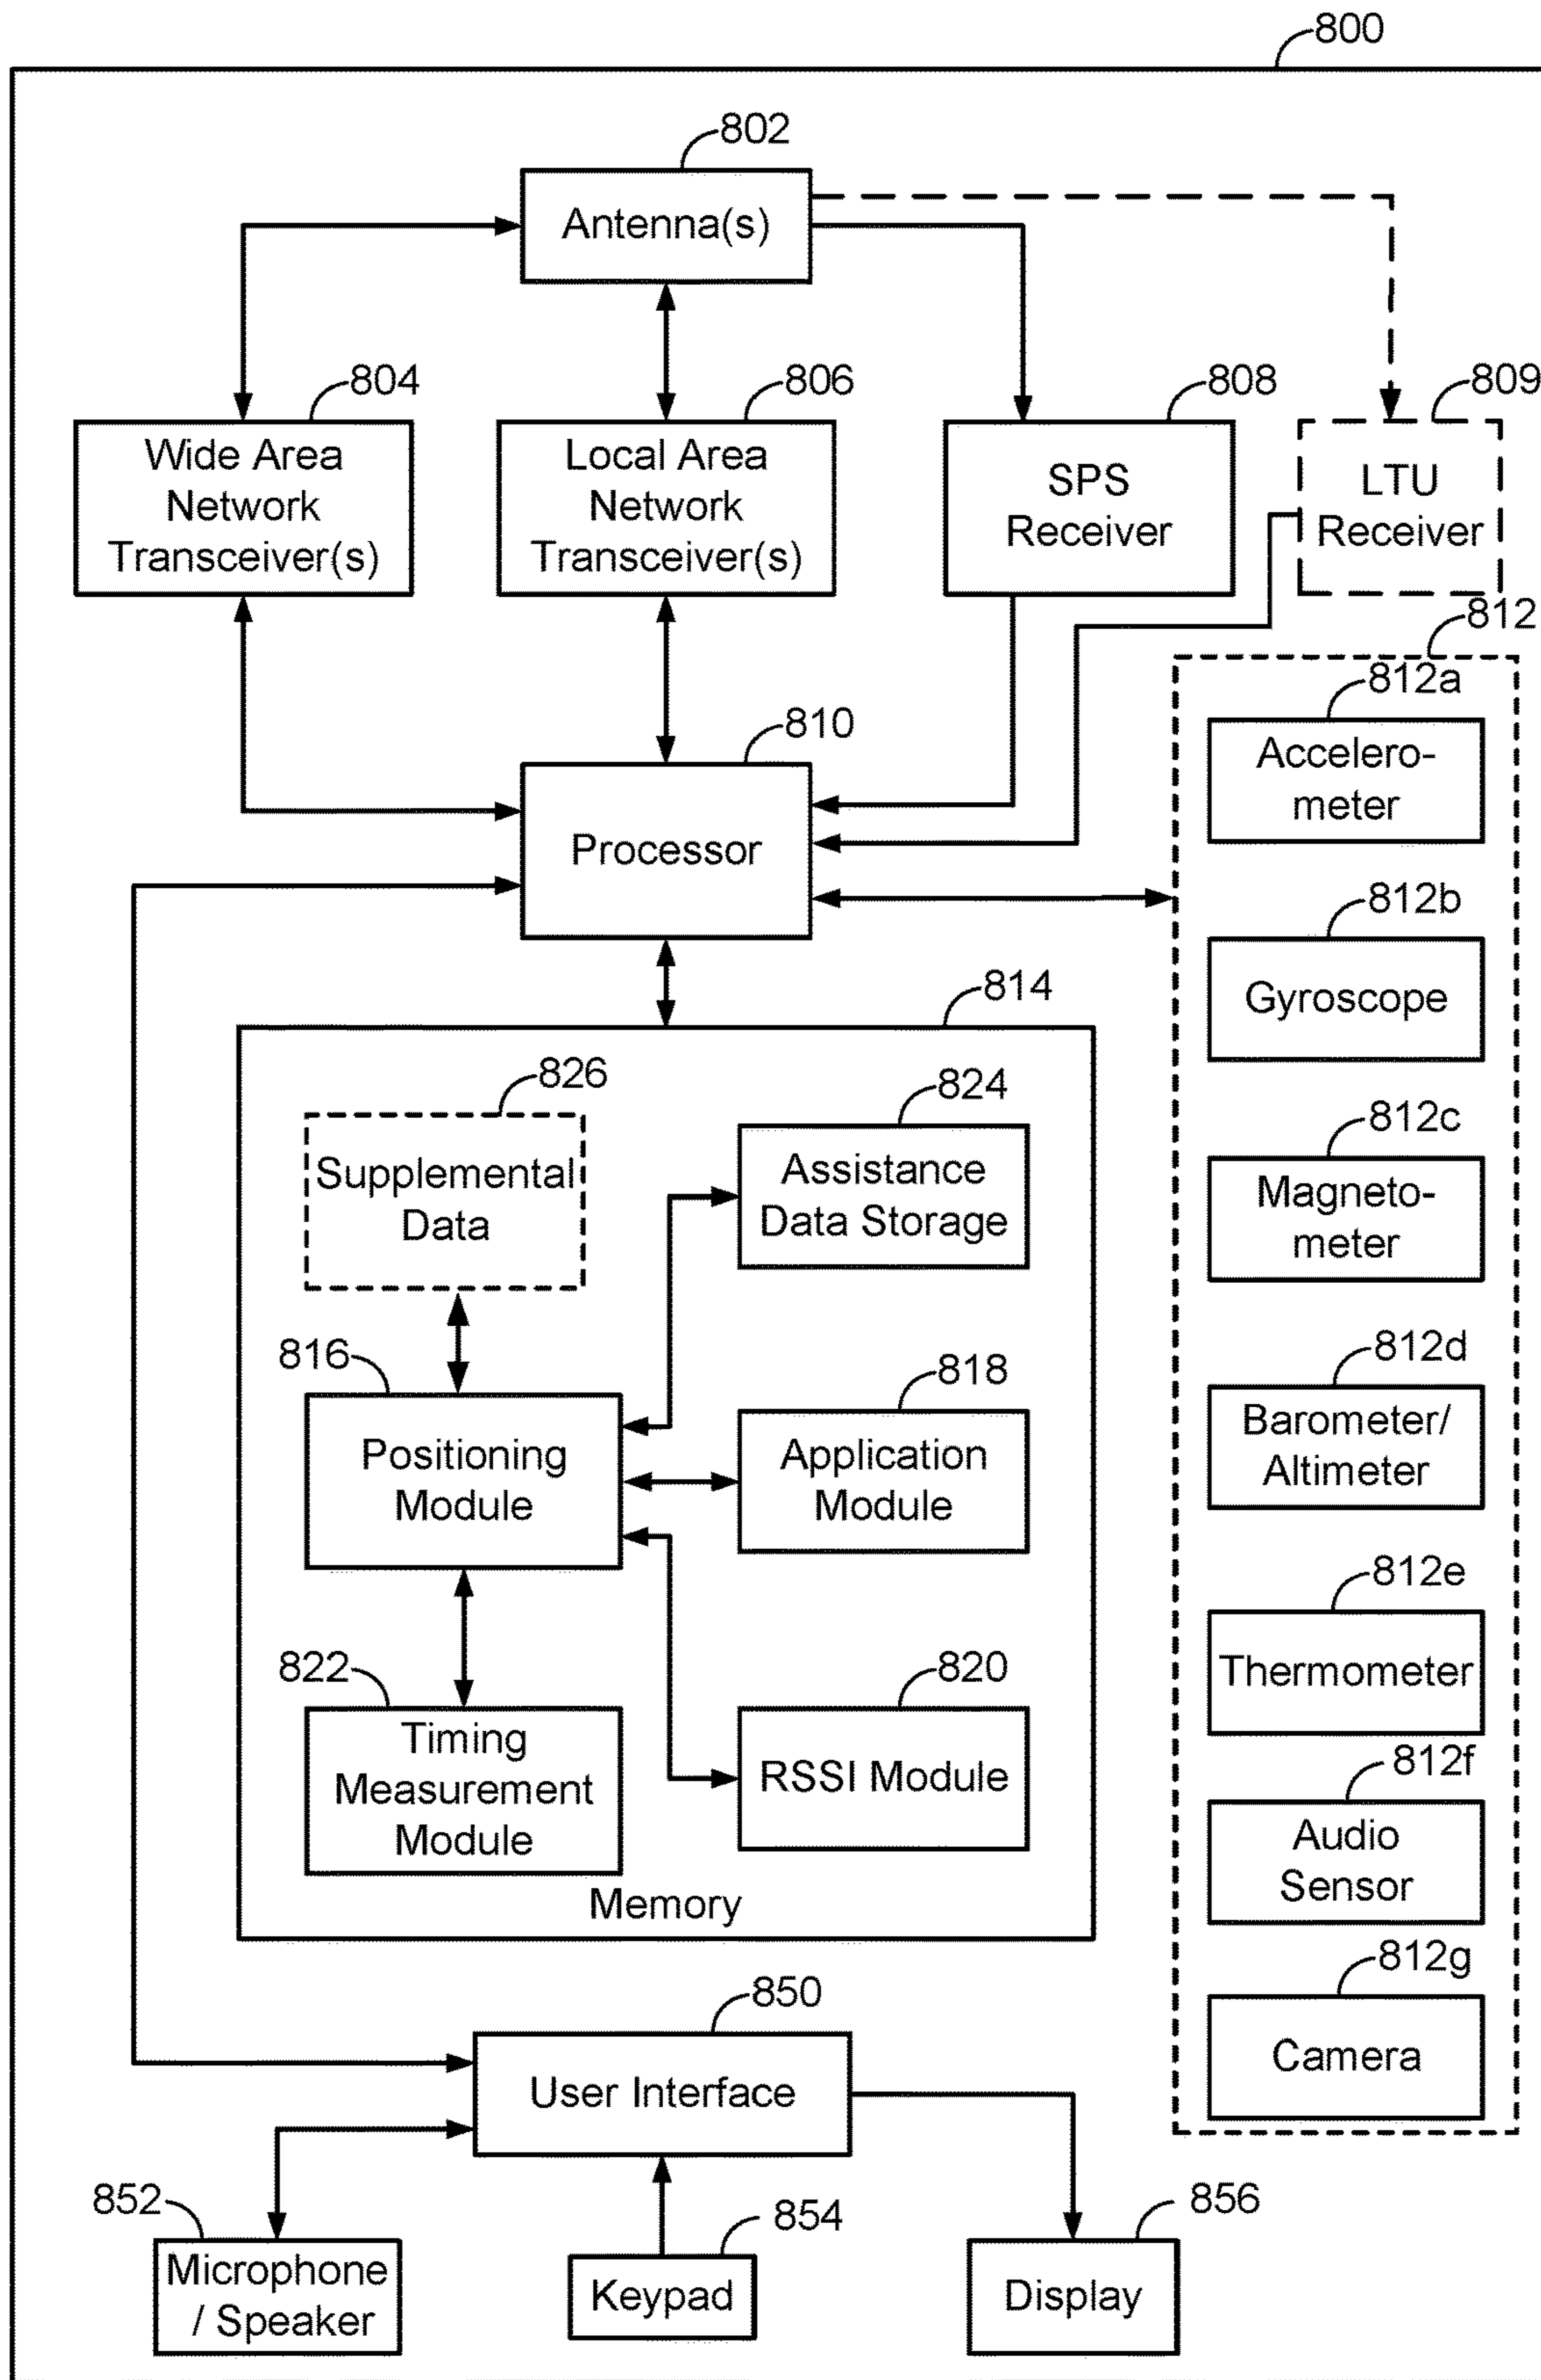 800
802
Antenna(s)
804
806
808
809
Wide Area
Network
Transceiver(s)
Local Area
Network
Transceiver(s)
SPS
Receiver
LTU
Receiver
810
Processor
812
812a
Accelero-
meter
812b
Gyroscope
812c
Magneto-
meter
812d
Barometer/
Altimeter
812e
Thermometer
812f
Audio
Sensor
812g
Camera
814
826
Supplemental
Data
824
Assistance
Data Storage
816
Positioning
Module
818
Application
Module
822
Timing
Measurement
Module
820
RSSI Module
Memory
850
User Interface
852
Microphone
/ Speaker
854
Keypad
856
Display